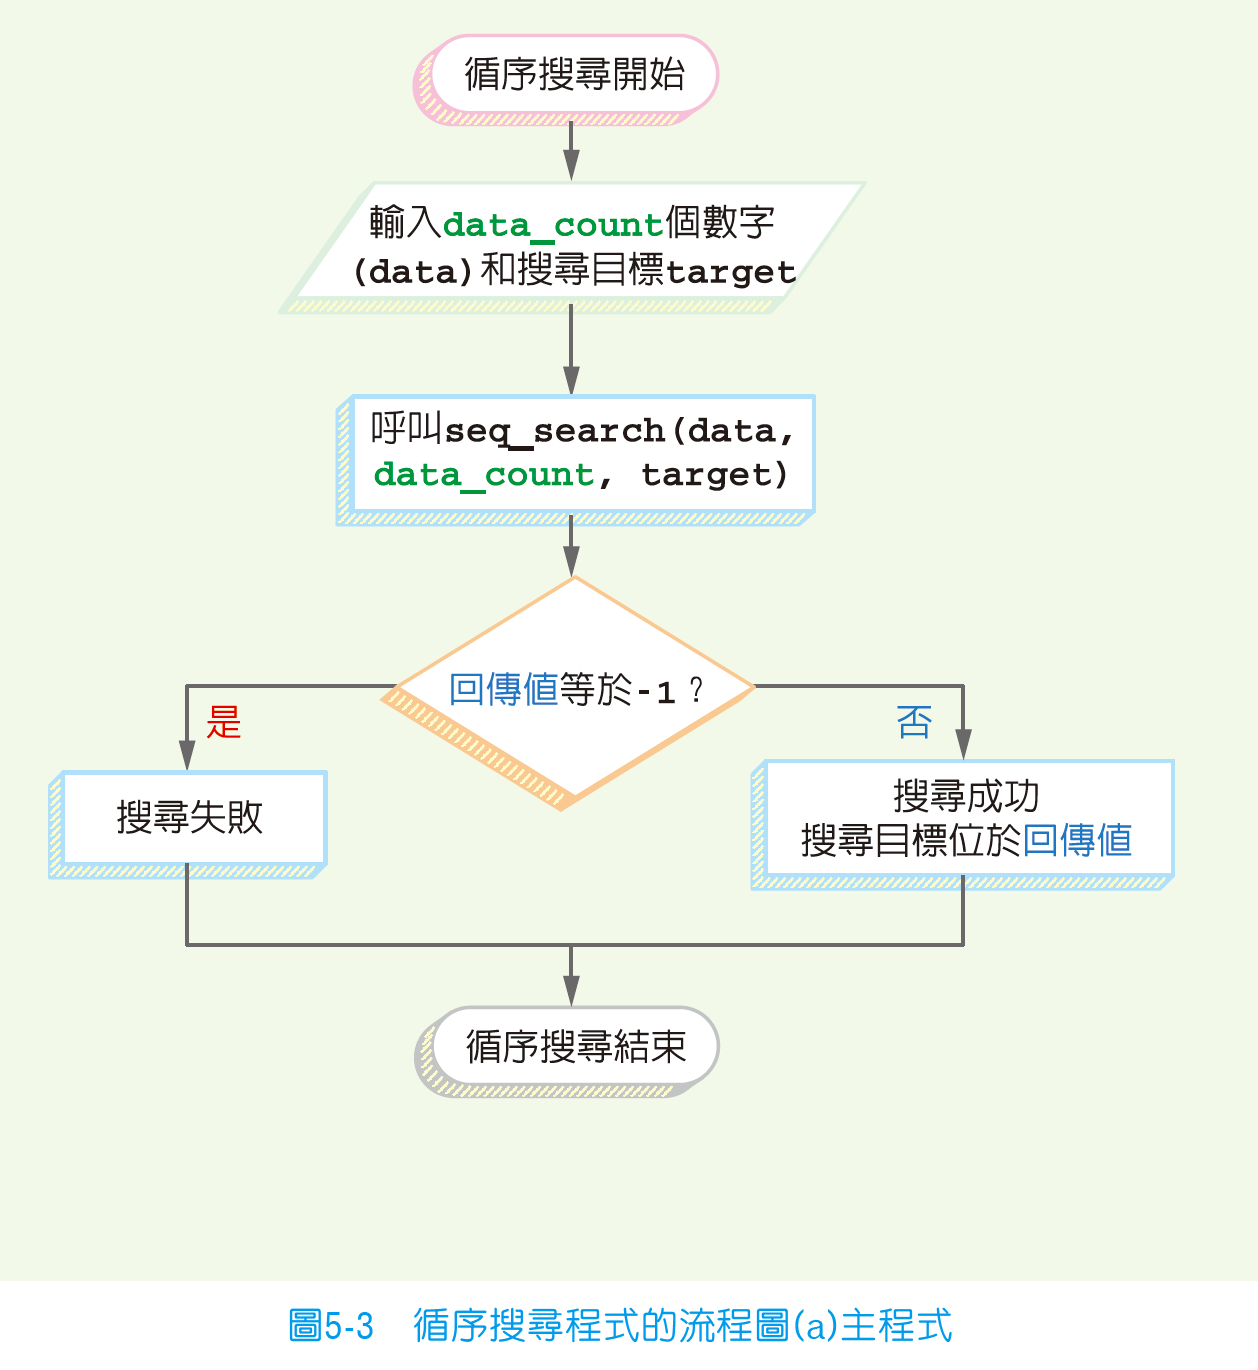 循序搜尋開始
輸入data_count個數字
(data)和搜尋目標target
呼叫seq_search(data,
data_count, target)
回傳值等於-1？
是
否
搜尋失敗
搜尋成功
搜尋目標位於回傳值
循序搜尋結束
圖5-3　循序搜尋程式的流程圖(a)主程式